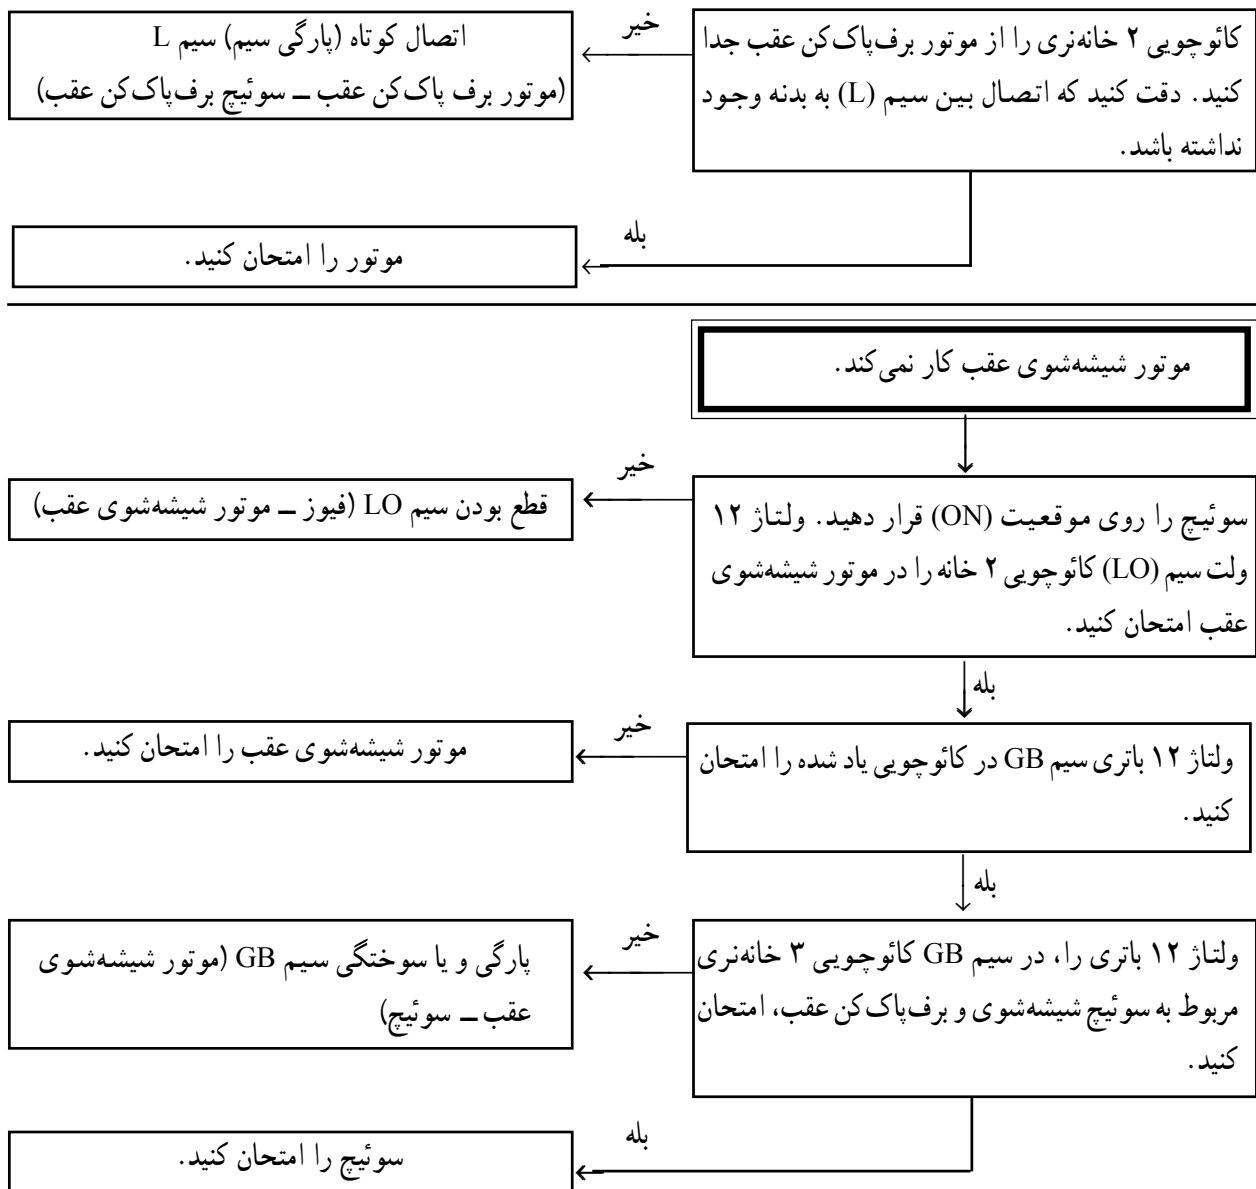 کائوچویی ۲ خانه‌نری را از موتور برف‌پاک‌کن عقب جدا
کنید. دقت کنید که اتصال بین سیم (L) به بدنه وجود
نداشته باشد.
خیر
اتصال کوتاه (پارگی سیم) سیم L
(موتور برف پاک‌کن عقب ــ سوئیچ برف‌پاک‌کن عقب)
بله
موتور را امتحان کنید.
موتور شیشه‌شوی عقب کار نمی‌کند.
سوئیچ را روی موقعیت (ON) قرار دهید. ولتاژ ۱۲
ولت سیم (LO) کائوچویی ۲ خانه را در موتور شیشه‌شوی
عقب امتحان کنید.
خیر
قطع بودن سیم LO (فیوز ــ موتور شیشه‌شوی عقب)
بله
ولتاژ ۱۲ باتری سیم GB در کائوچویی یاد شده را امتحان
کنید.
خیر
موتور شیشه‌شوی عقب را امتحان کنید.
بله
ولتاژ ۱۲ باتری را، در سیم GB کائوچویی ۳ خانه‌نری
مربوط به سوئیچ شیشه‌شوی و برف‌پاک‌کن عقب، امتحان
کنید.
خیر
پارگی و یا سوختگی سیم GB (موتور شیشه‌شوی
عقب ــ سوئیچ)
بله
سوئیچ را امتحان کنید.